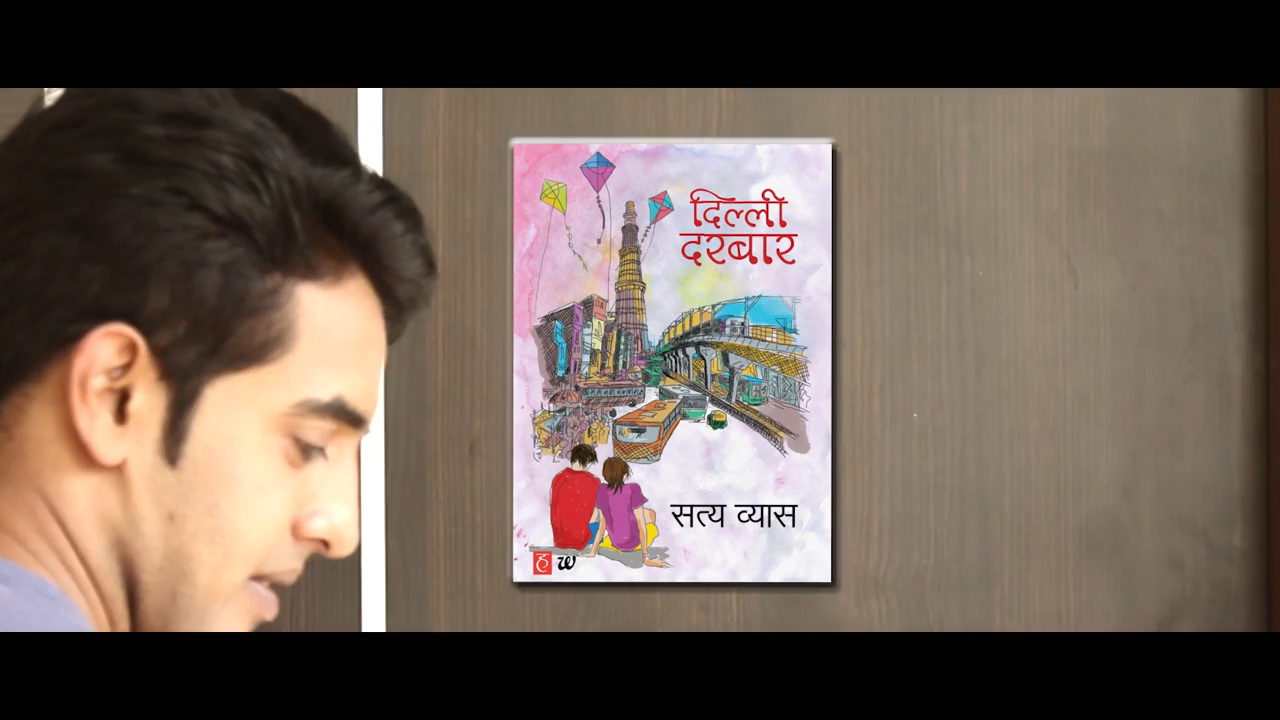 दिल्ली
दरबार
सत्य व्यास
ह w